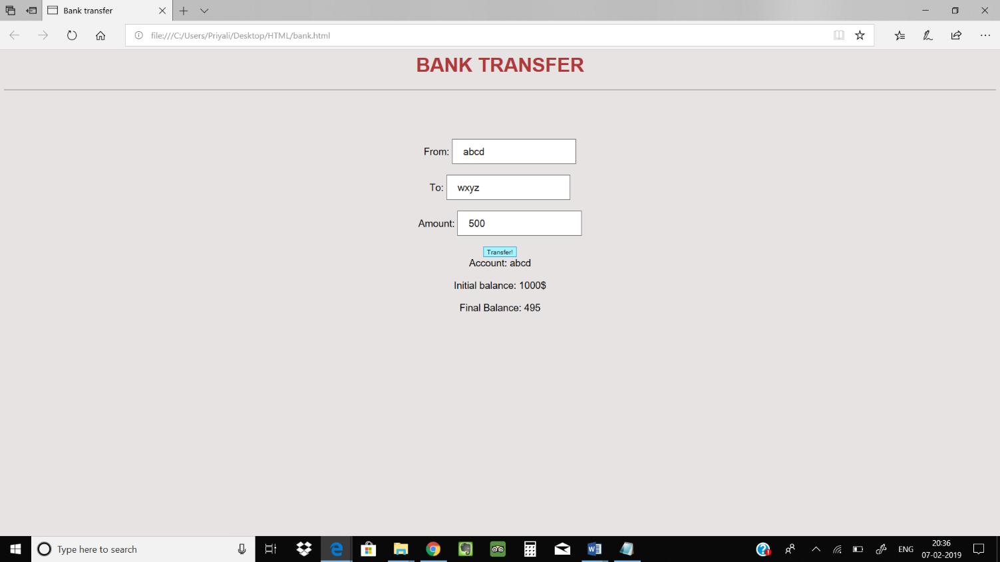 Bank transfer
file:///C:/Users/Priyali/Desktop/HTML/bank.html
BANK TRANSFER
From: abcd
To: wxyz
Amount: 500
Transfer!
Account: abcd
Initial balance: 1000$
Final Balance: 495
Type here to search
ENG
20:36
07-02-2019